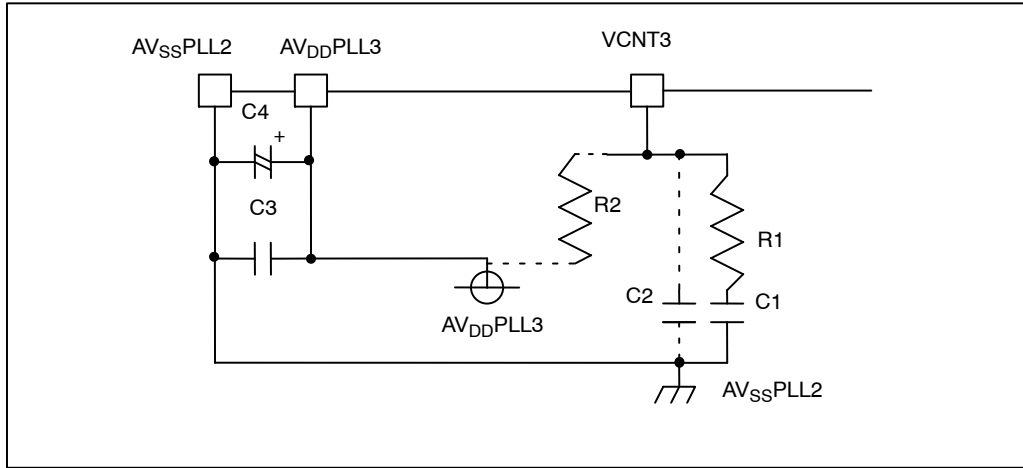 AVSSPLL2
AVDDPLL3
VCNT3
C4
+
C3
R2
R1
C2
C1
AVDDPLL3
AVSSPLL2